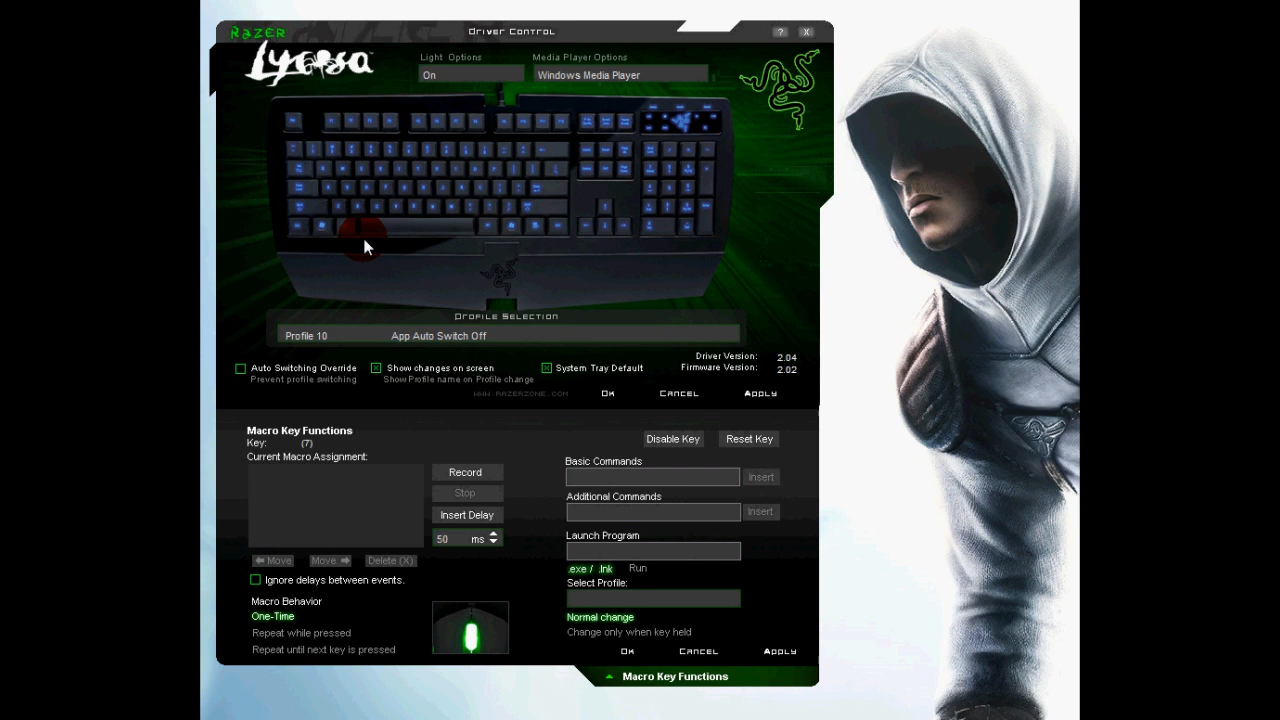 Razer
Driver Control
?
X
Lycosa™
Light Options
Media Player Options
On
Windows Media Player
Profile Selection
Profile 10 App Auto Switch Off
Auto Switching Override
Prevent profile switching
Show changes on screen
Show Profile name on Profile change
System Tray Default
Driver Version: 2.04
Firmware Version: 2.02
www.razerzone.com
Ok
Cancel
Apply
Macro Key Functions
Key: (7)
Current Macro Assignment:
Disable Key
Reset Key
Record
Stop
Insert Delay
50 ms
Basic Commands
Insert
Additional Commands
Insert
Launch Program
.exe / .lnk Run
Select Profile:
Normal change
Change only when key held
Move
Move
Delete (X)
Ignore delays between events.
Macro Behavior
One-Time
Repeat while pressed
Repeat until next key is pressed
Ok
Cancel
Apply
Macro Key Functions